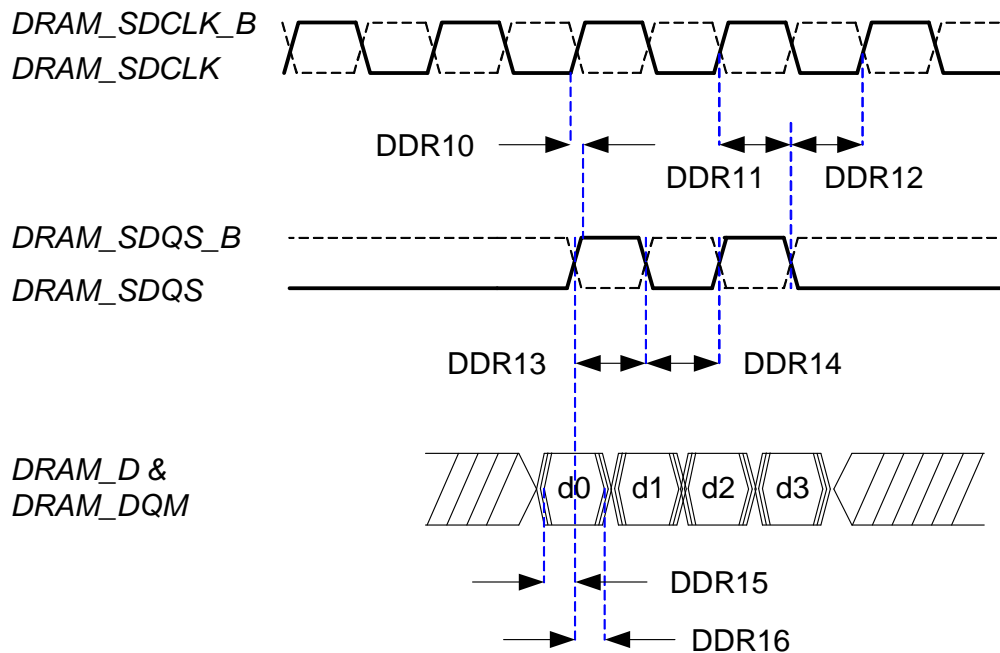 DRAM_SDCLK_B
DRAM_SDCLK
DDR10
DDR11
DDR12
DRAM_SDQS_B
DRAM_SDQS
DDR13
DDR14
DRAM_D &
DRAM_DQM
d0
d1
d2
d3
DDR15
DDR16